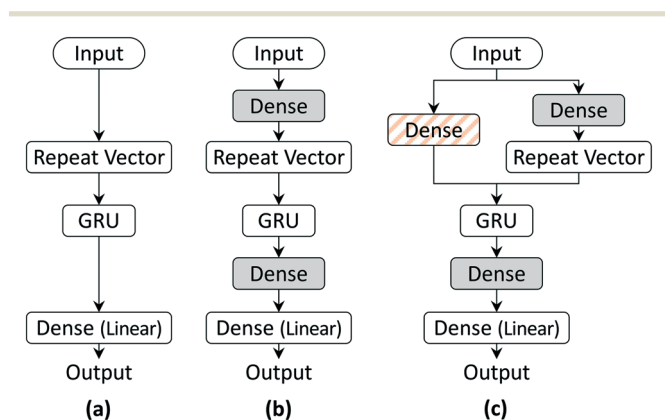 Input
Repeat Vector
GRU
Dense (Linear)
Output
(a)
Input
Dense
Repeat Vector
GRU
Dense
Dense (Linear)
Output
(b)
Input
Dense
Dense
Repeat Vector
GRU
Dense
Dense (Linear)
Output
(c)